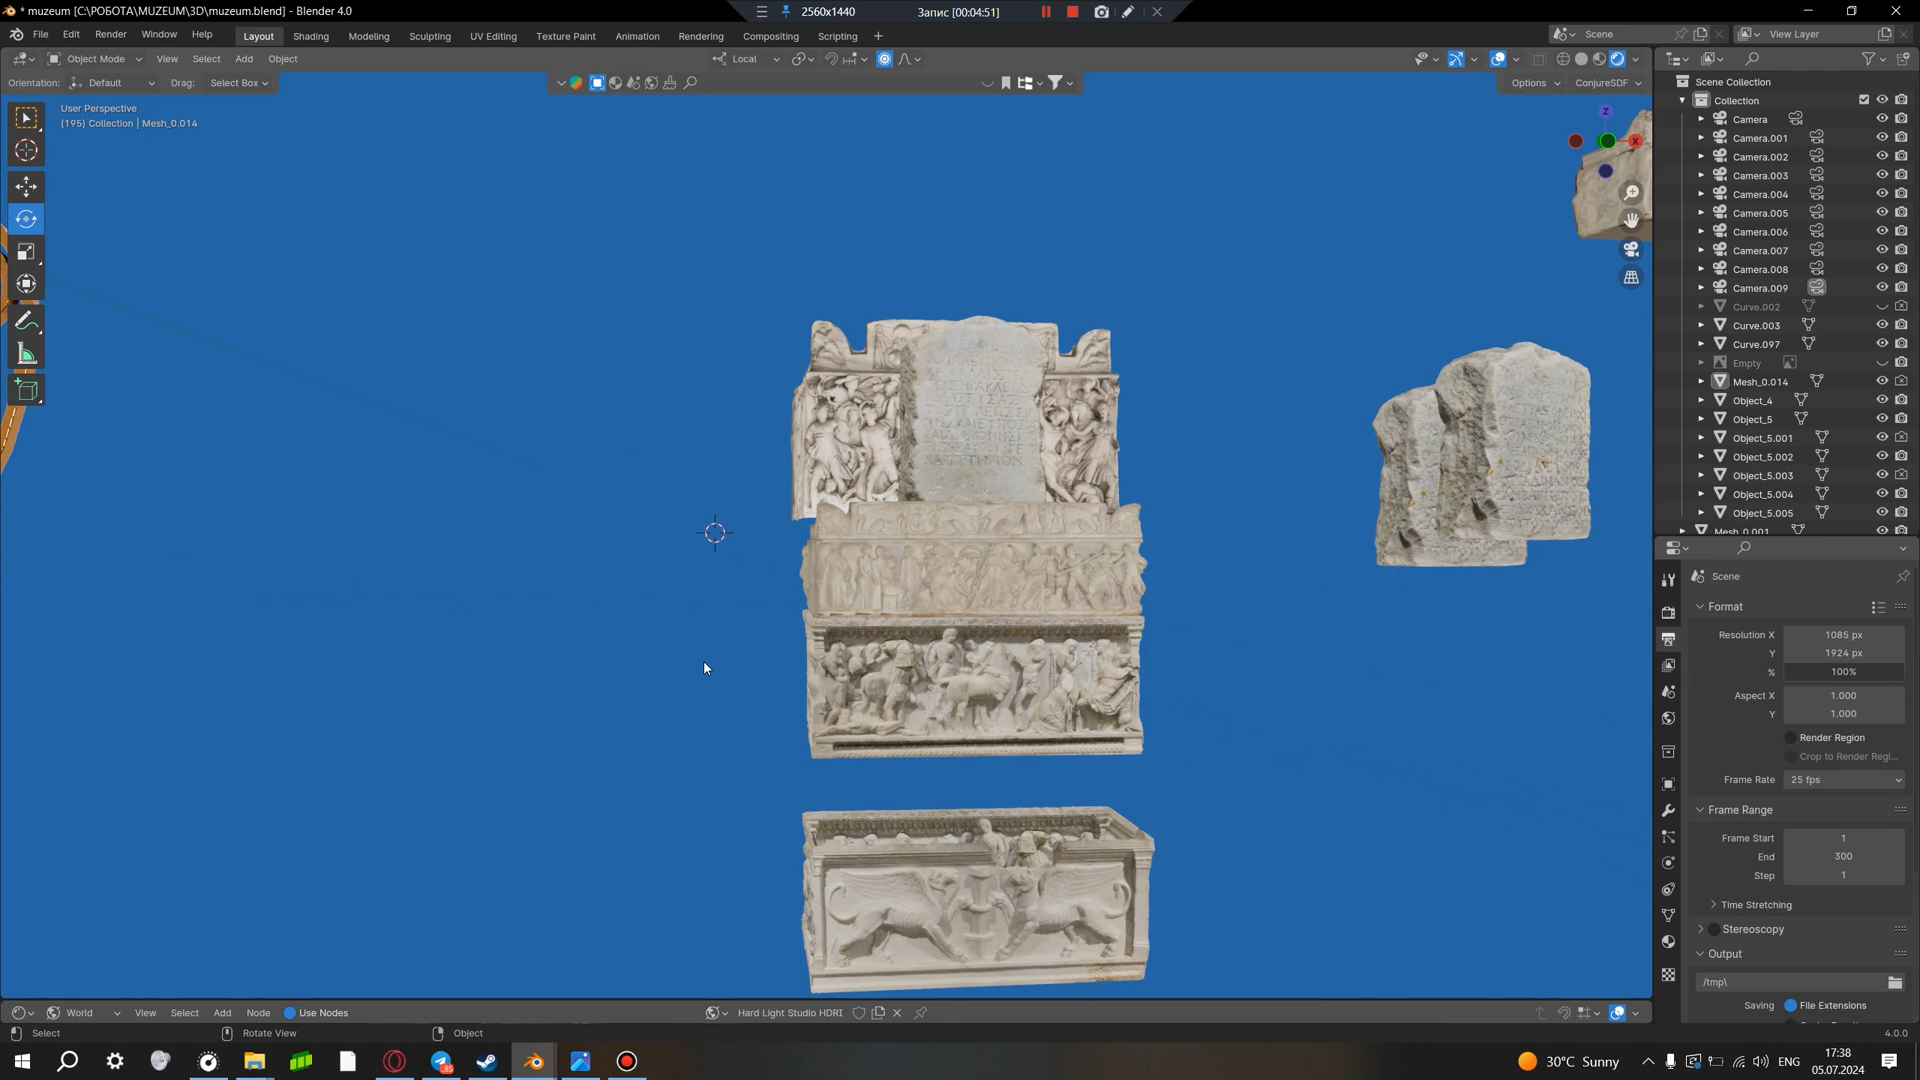 * muzeum [C:\РОБОТА\MUZEUM\3D\muzeum.blend] - Blender 4.0
2560x1440
Запис [00:04:51]
File Edit Render Window Help
Layout Shading Modeling Sculpting UV Editing Texture Paint Animation Rendering Compositing Scripting +
Scene
View Layer
Object Mode View Select Add Object
Local
Orientation: Default Drag: Select Box
Options
ConjureSDF
User Perspective
(195) Collection | Mesh_0.014
Z
X
Scene Collection
Collection
Camera
Camera.001
Camera.002
Camera.003
Camera.004
Camera.005
Camera.006
Camera.007
Camera.008
Camera.009
Curve.002
Curve.003
Curve.097
Empty
Mesh_0.014
Object_4
Object_5
Object_5.001
Object_5.002
Object_5.003
Object_5.004
Object_5.005
Mesh_0.001
Scene
Format
Resolution X 1085 px
Y 1924 px
% 100%
Aspect X 1.000
Y 1.000
Render Region
Crop to Render Regi...
Frame Rate 25 fps
Frame Range
Frame Start 1
End 300
Step 1
Time Stretching
Stereoscopy
Output
/tmp\
Saving File Extensions
World View Select Add Node Use Nodes
Hard Light Studio HDRI
Select
Rotate View
Object
4.0.0
30°C Sunny
ENG
17:38
05.07.2024